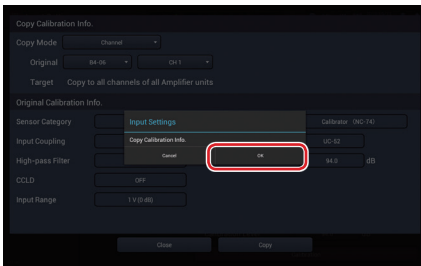 Copy Calibration Info.
Copy Mode Channel
Original B4-06 CH 1
Target Copy to all channels of all Amplifier units
Original Calibration Info.
Sensor Category Calibrator (NC-74)
Input Settings
Input Coupling UC-52
Copy Calibration Info.
High-pass Filter 94.0 dB
Cancel OK
CCLD OFF
Input Range 1 V (0 dB)
Close Copy